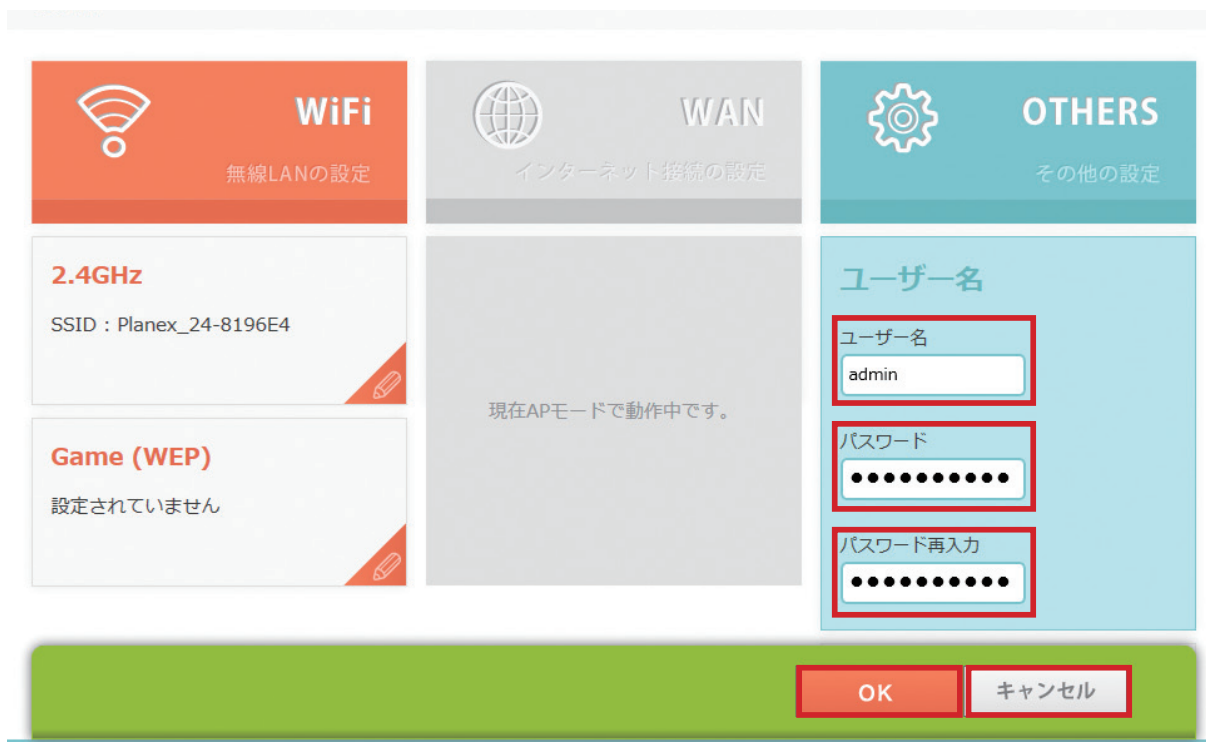 WiFi
無線LANの設定
WAN
インターネット接続の設定
OTHERS
その他の設定
2.4GHz
SSID : Planex_24-8196E4
Game (WEP)
設定されていません
現在APモードで動作中です。
ユーザー名
ユーザー名
admin
パスワード
●●●●●●●●●●
パスワード再入力
●●●●●●●●●●
OK
キャンセル